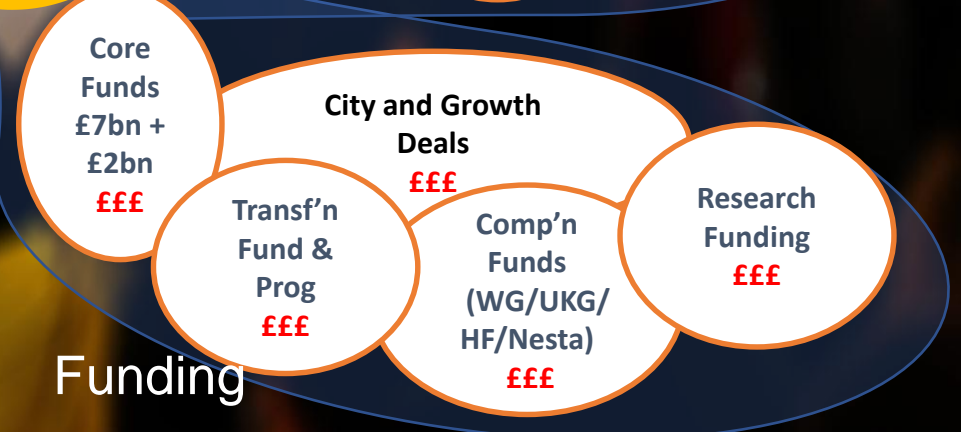 Core
Funds
£7bn +
£2bn
£££
City and Growth
Deals
£££
Transf’n
Fund &
Prog
£££
Comp’n
Funds
(WG/UKG/
HF/Nesta)
£££
Research
Funding
£££
Funding